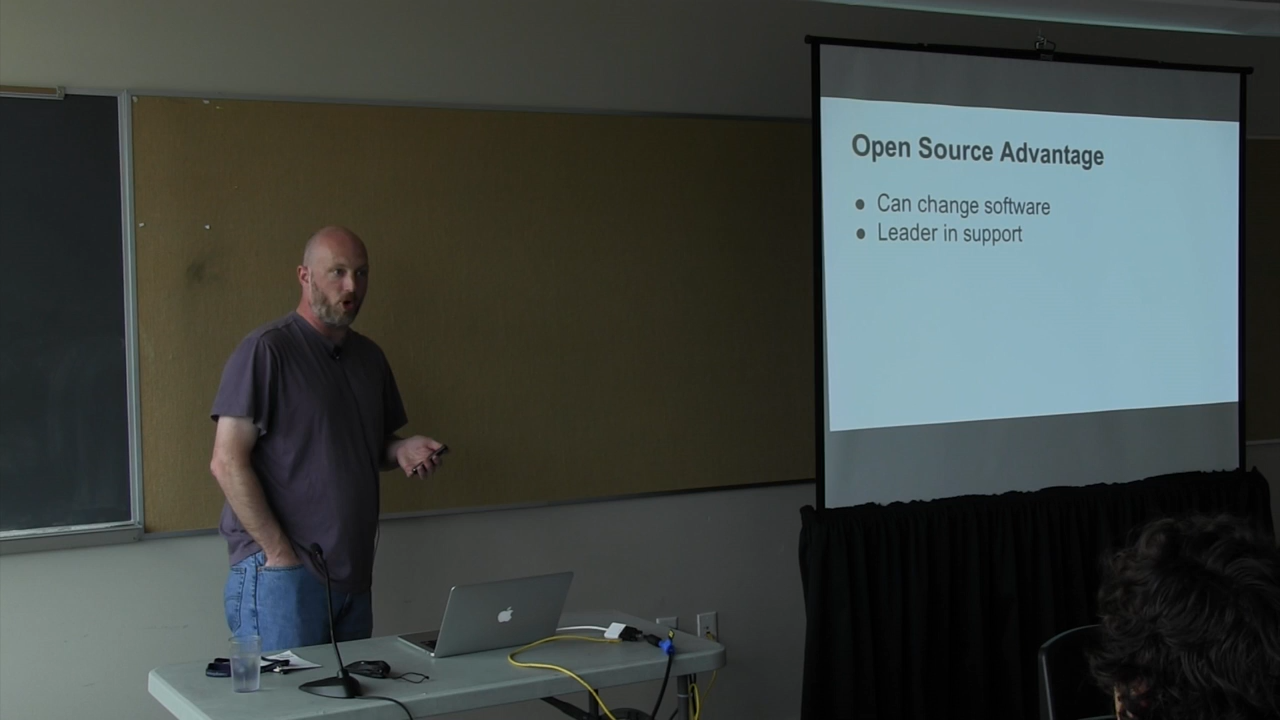 Open Source Advantage
● Can change software
● Leader in support